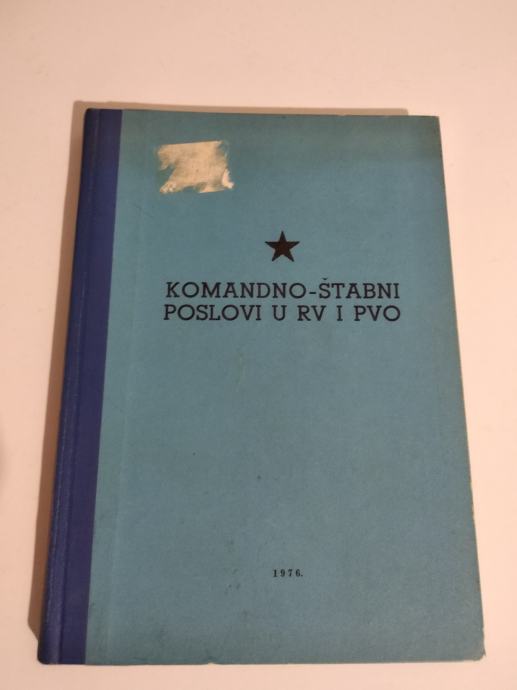 KOMANDNO-ŠTABNI
POSLOVI U RV I PVO
1976.